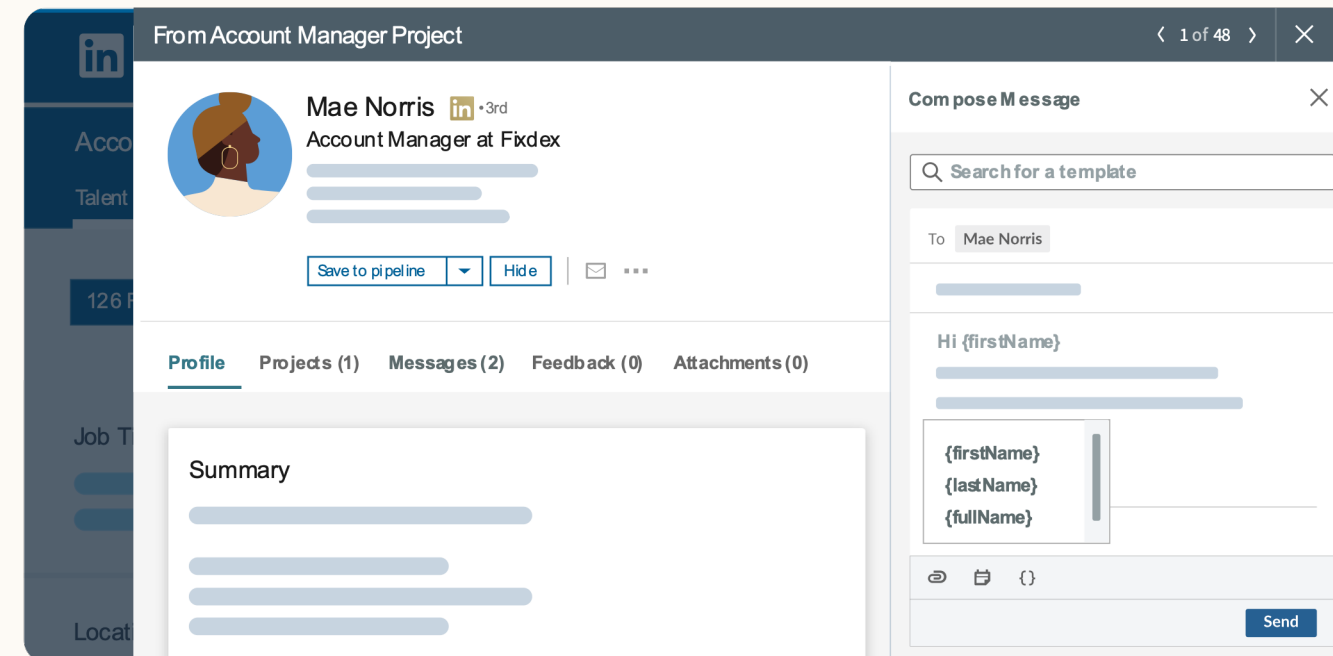 From Account Manager Project
1 of 48
in
Acco
Talent
126
Job T
Locati
Mae Norris in • 3rd
Account Manager at Fixdex
Save to pipeline
Hide
Profile Projects (1) Messages (2) Feedback (0) Attachments (0)
Summary
Compose Message
Search for a template
To Mae Norris
Hi {firstName}
{firstName}
{lastName}
{fullName}
{}
Send